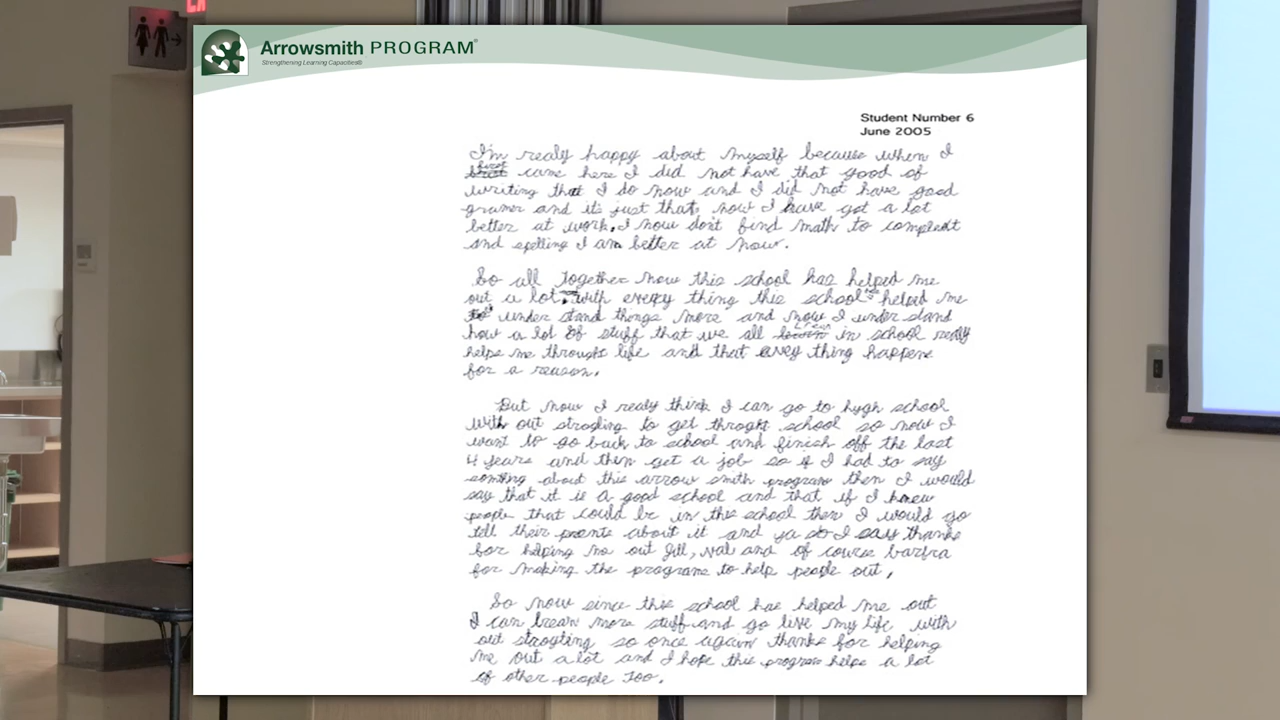 Arrowsmith PROGRAM®
Strengthening Learning Capacities®
Student Number 6
June 2005
I'm realy happy about myself because when I
first came here I did not have that good of
writing that I do now and I did not have good
gramer and it's just that now I have got a lot
better at work, I now don't find math to complext
and spelling I am better at now.
So all together now this school has helped me
out a lot with every thing this school has helped me
to under stand things more and now I under stand
how a lot of stuff that we all lrean in school really
helps me throught life and that every thing happens
for a reason.
But now I realy think I can go to hygh school
with out strogling to get throght school so now I
want to go back to school and finish off the last
4 years and then get a job so if I had to say
somting about this arrow smith program then I would
say that it is a good school and that if I knew
people that could be in this school then I would go
tell their pronts about it and ya so I say thanks
for helping me out Jill, val and of course barbra
for making the programe to help people out,
So now since this school has helped me out
I can lrean more stuff and go live my life with
out strogling so once again thanks for helping
me out a lot and I hope this program helps a lot
of other people Too.